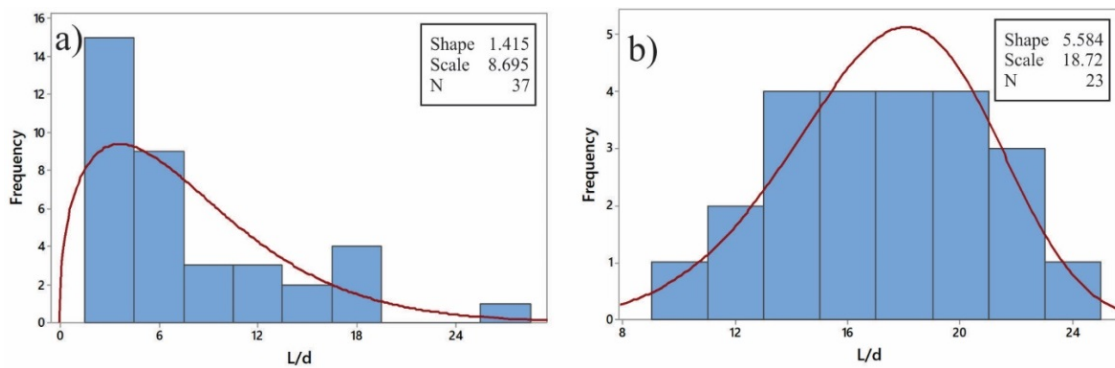 a)
Shape 1.415
Scale 8.695
N 37
Frequency
16
14
12
10
8
6
4
2
0
0 6 12 18 24
L/d
b)
Shape 5.584
Scale 18.72
N 23
Frequency
5
4
3
2
1
0
8 12 16 20 24
L/d